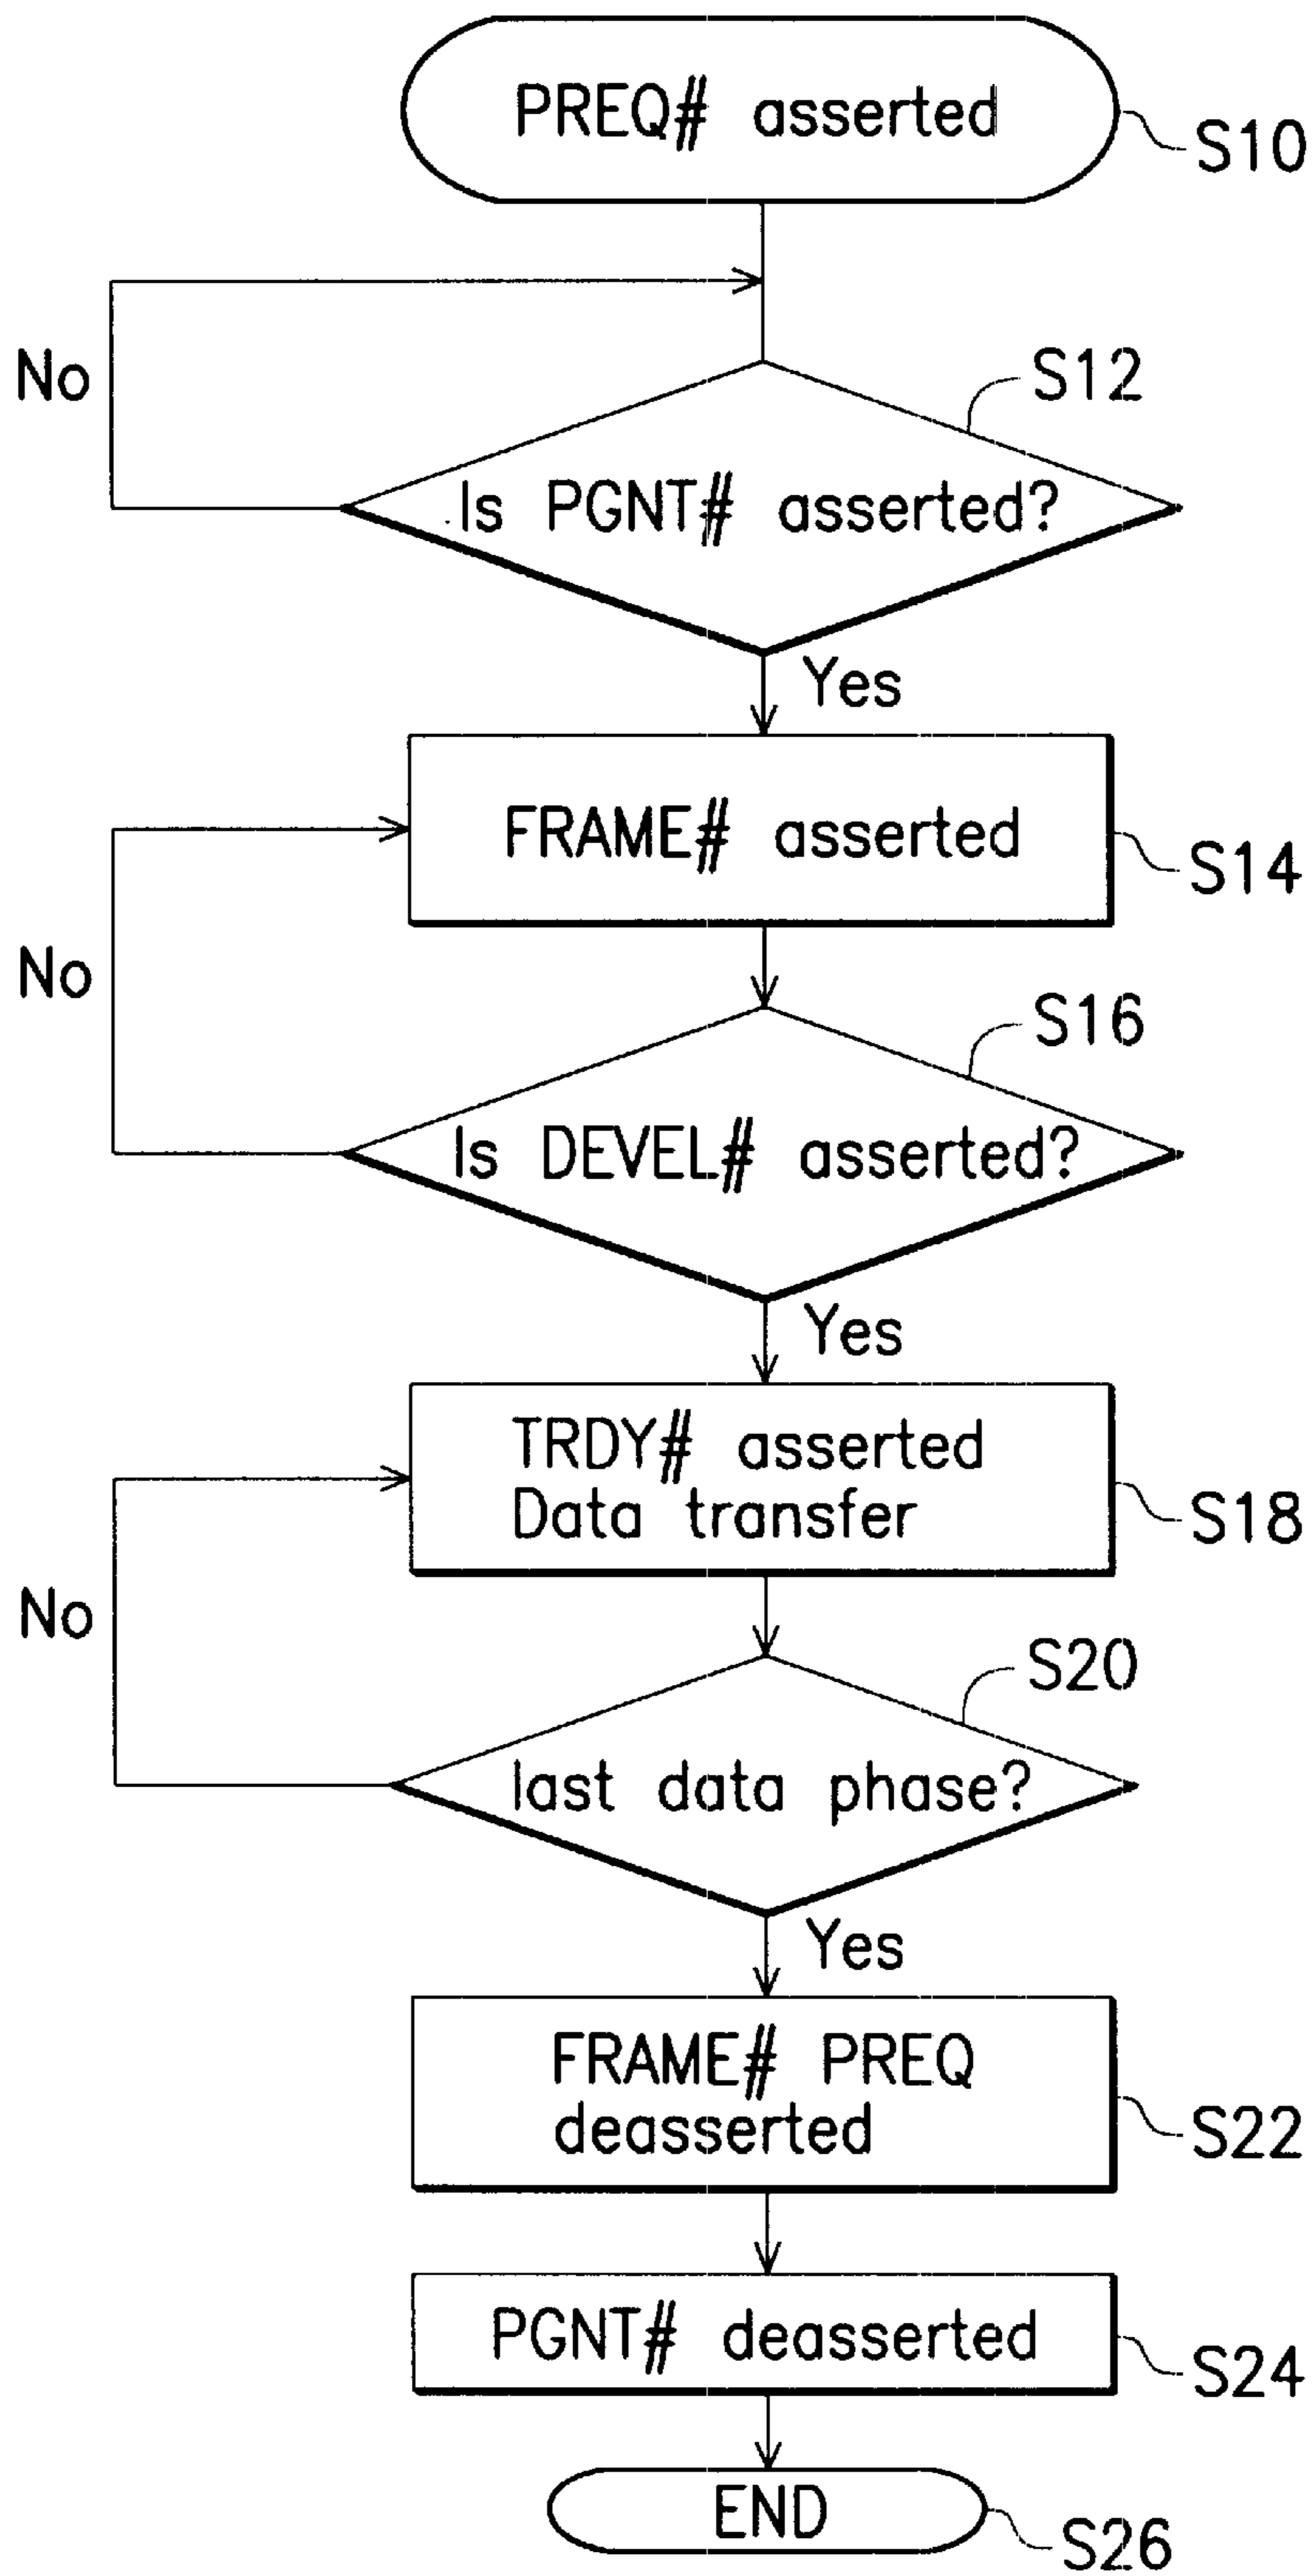 PREQ# asserted
S10
No
S12
Is PGNT# asserted?
Yes
FRAME# asserted
S14
No
S16
Is DEVEL# asserted?
Yes
TRDY# asserted
Data transfer
S18
No
S20
last data phase?
Yes
FRAME# PREQ
deasserted
S22
PGNT# deasserted
S24
END
S26